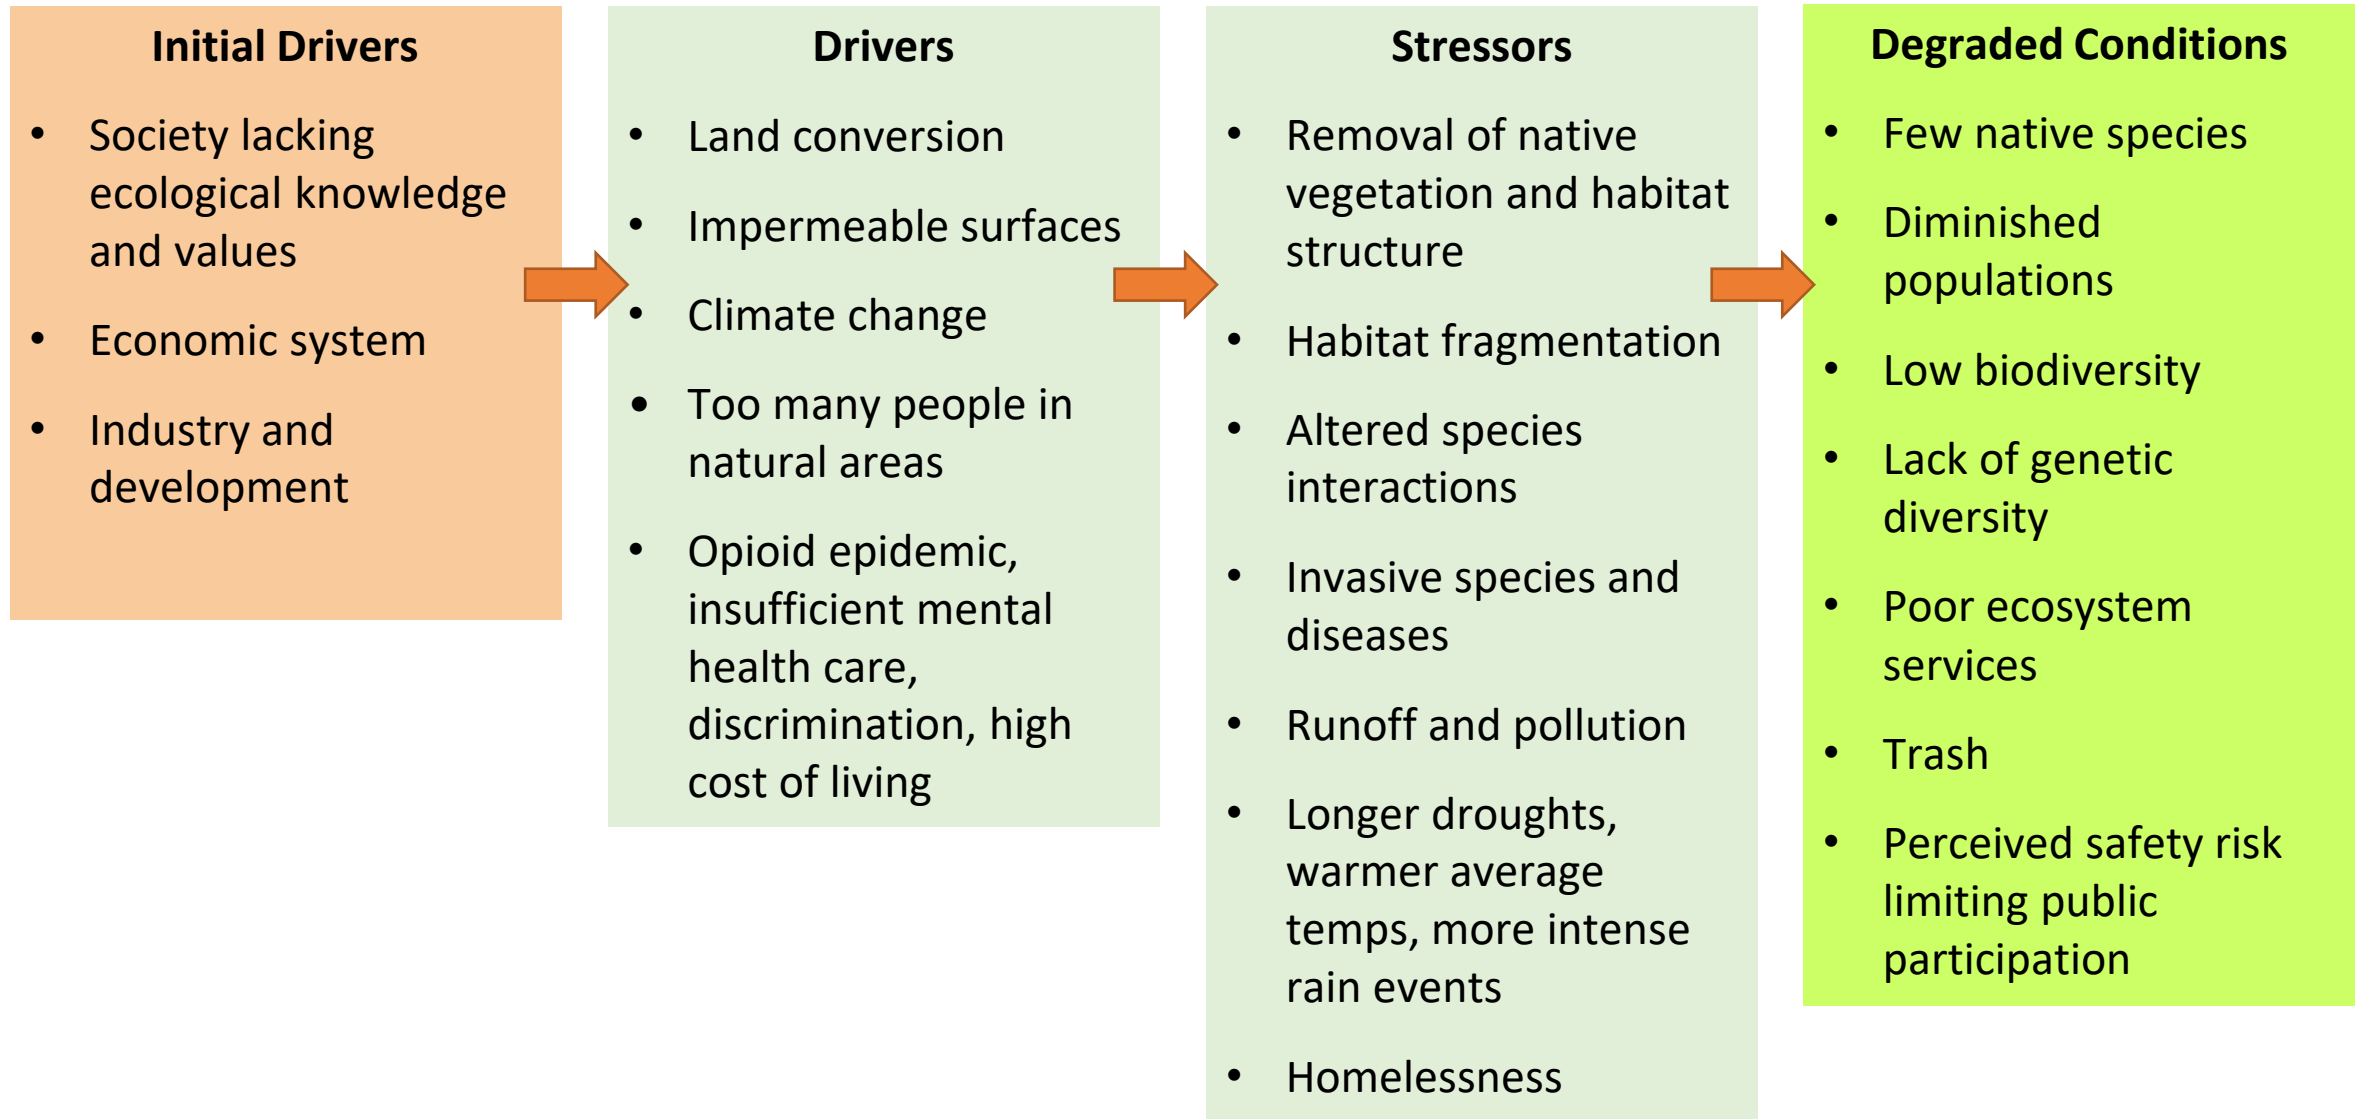 Initial Drivers
• Society lacking
ecological knowledge
and values
• Economic system
• Industry and
development
Drivers
• Land conversion
• Impermeable surfaces
• Climate change
• Too many people in
natural areas
• Opioid epidemic,
insufficient mental
health care,
discrimination, high
cost of living
Stressors
• Removal of native
vegetation and habitat
structure
• Habitat fragmentation
• Altered species
interactions
• Invasive species and
diseases
• Runoff and pollution
• Longer droughts,
warmer average
temps, more intense
rain events
• Homelessness
Degraded Conditions
• Few native species
• Diminished
populations
• Low biodiversity
• Lack of genetic
diversity
• Poor ecosystem
services
• Trash
• Perceived safety risk
limiting public
participation